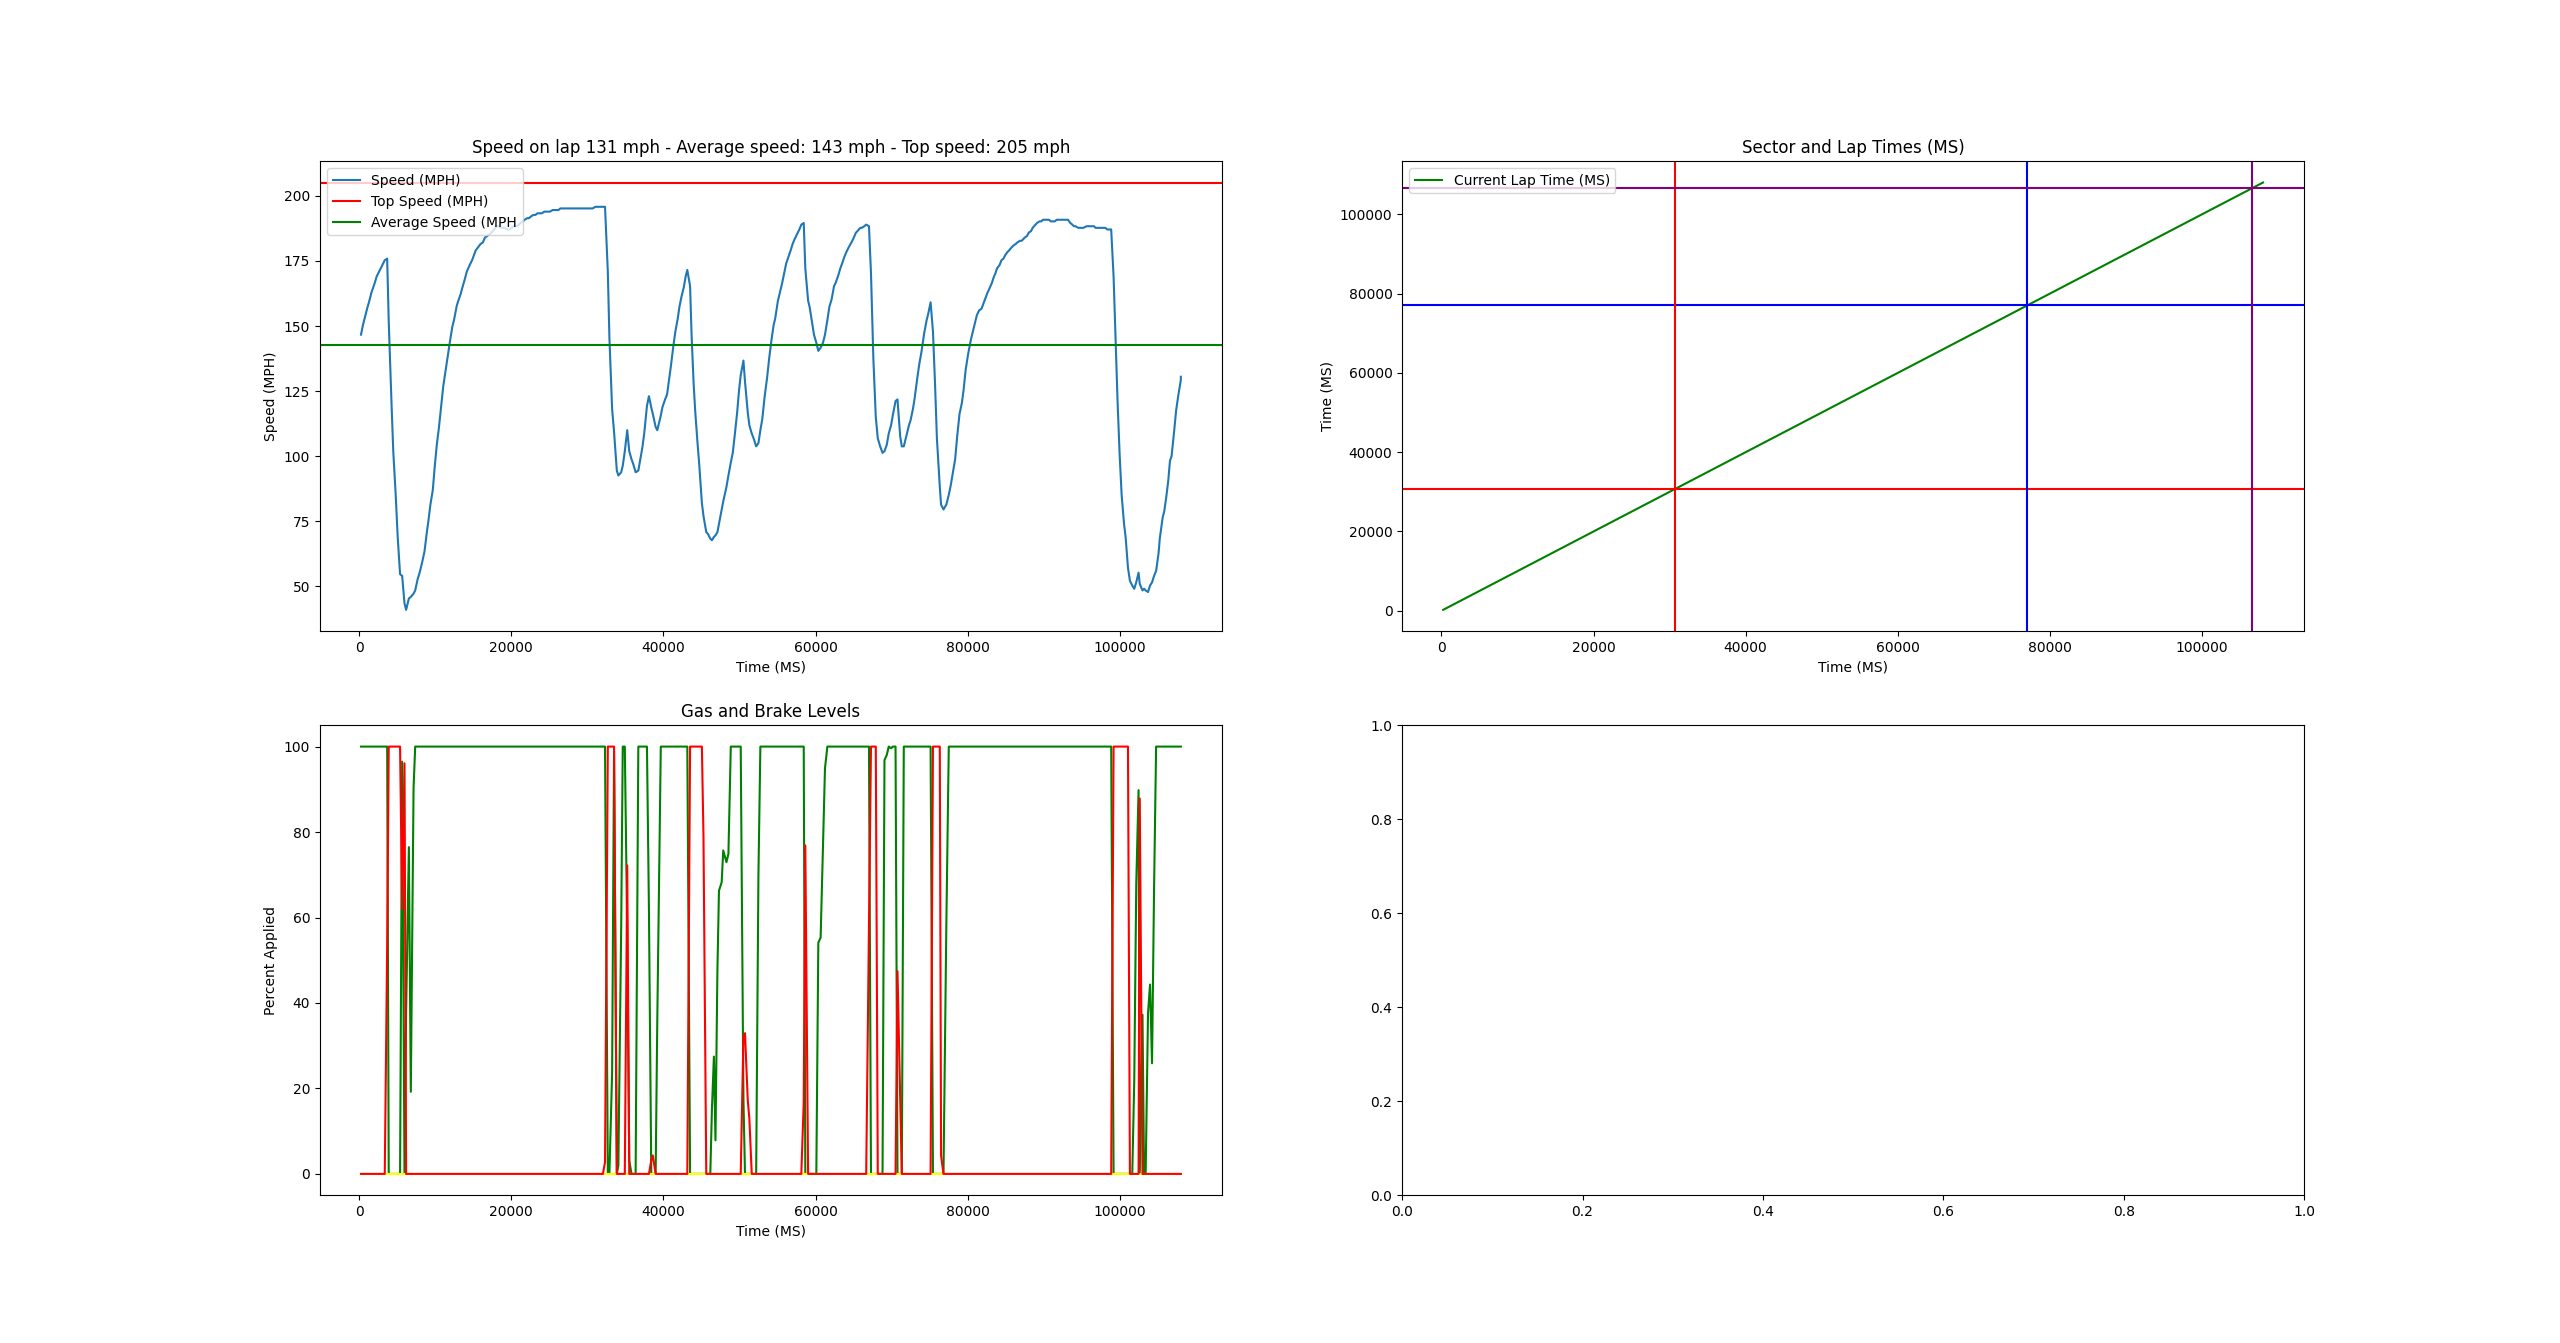 Speed on lap 131 mph - Average speed: 143 mph - Top speed: 205 mph
Speed (MPH)
Top Speed (MPH)
Average Speed (MPH
200
175
150
125
100
75
50
Speed (MPH)
0 20000 40000 60000 80000 100000
Time (MS)
Sector and Lap Times (MS)
Current Lap Time (MS)
100000
80000
60000
40000
20000
0
Time (MS)
0 20000 40000 60000 80000 100000
Time (MS)
Gas and Brake Levels
100
80
60
40
20
0
Percent Applied
0 20000 40000 60000 80000 100000
Time (MS)
1.0
0.8
0.6
0.4
0.2
0.0
0.0 0.2 0.4 0.6 0.8 1.0